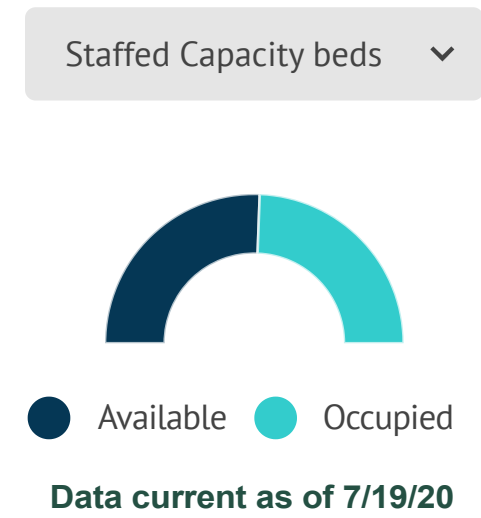 Staffed Capacity beds
Available Occupied
Data current as of 7/19/20